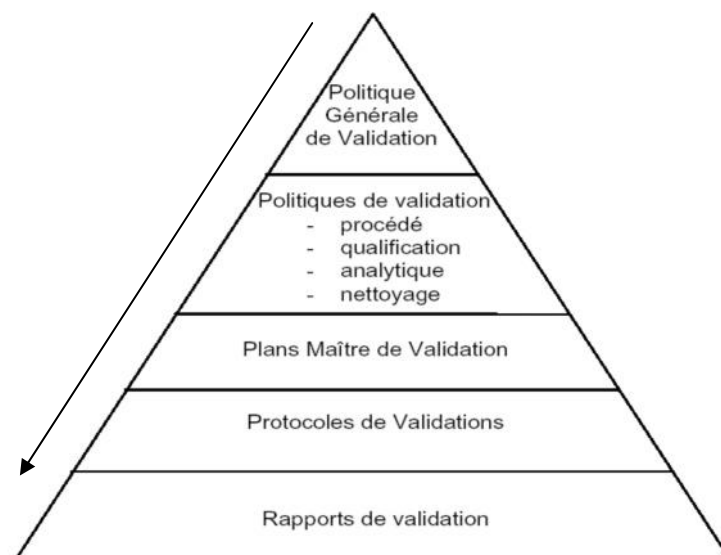 Politique
Générale
de Validation
Politiques de validation
- procédé
- qualification
- analytique
- nettoyage
Plans Maître de Validation
Protocoles de Validations
Rapports de validation